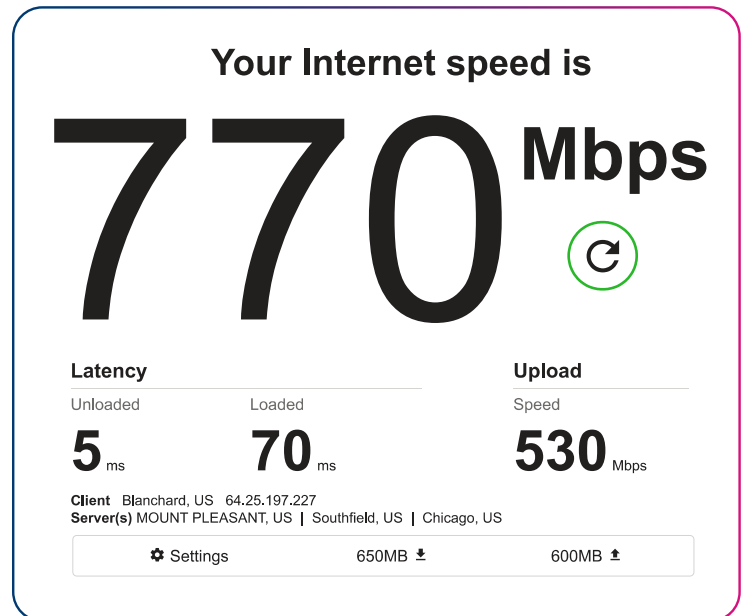 Your Internet speed is
770 Mbps
Latency
Upload
Unloaded
Loaded
Speed
5 ms
70 ms
530 Mbps
Client Blanchard, US 64.25.197.227
Server(s) MOUNT PLEASANT, US | Southfield, US | Chicago, US
Settings
650MB
600MB